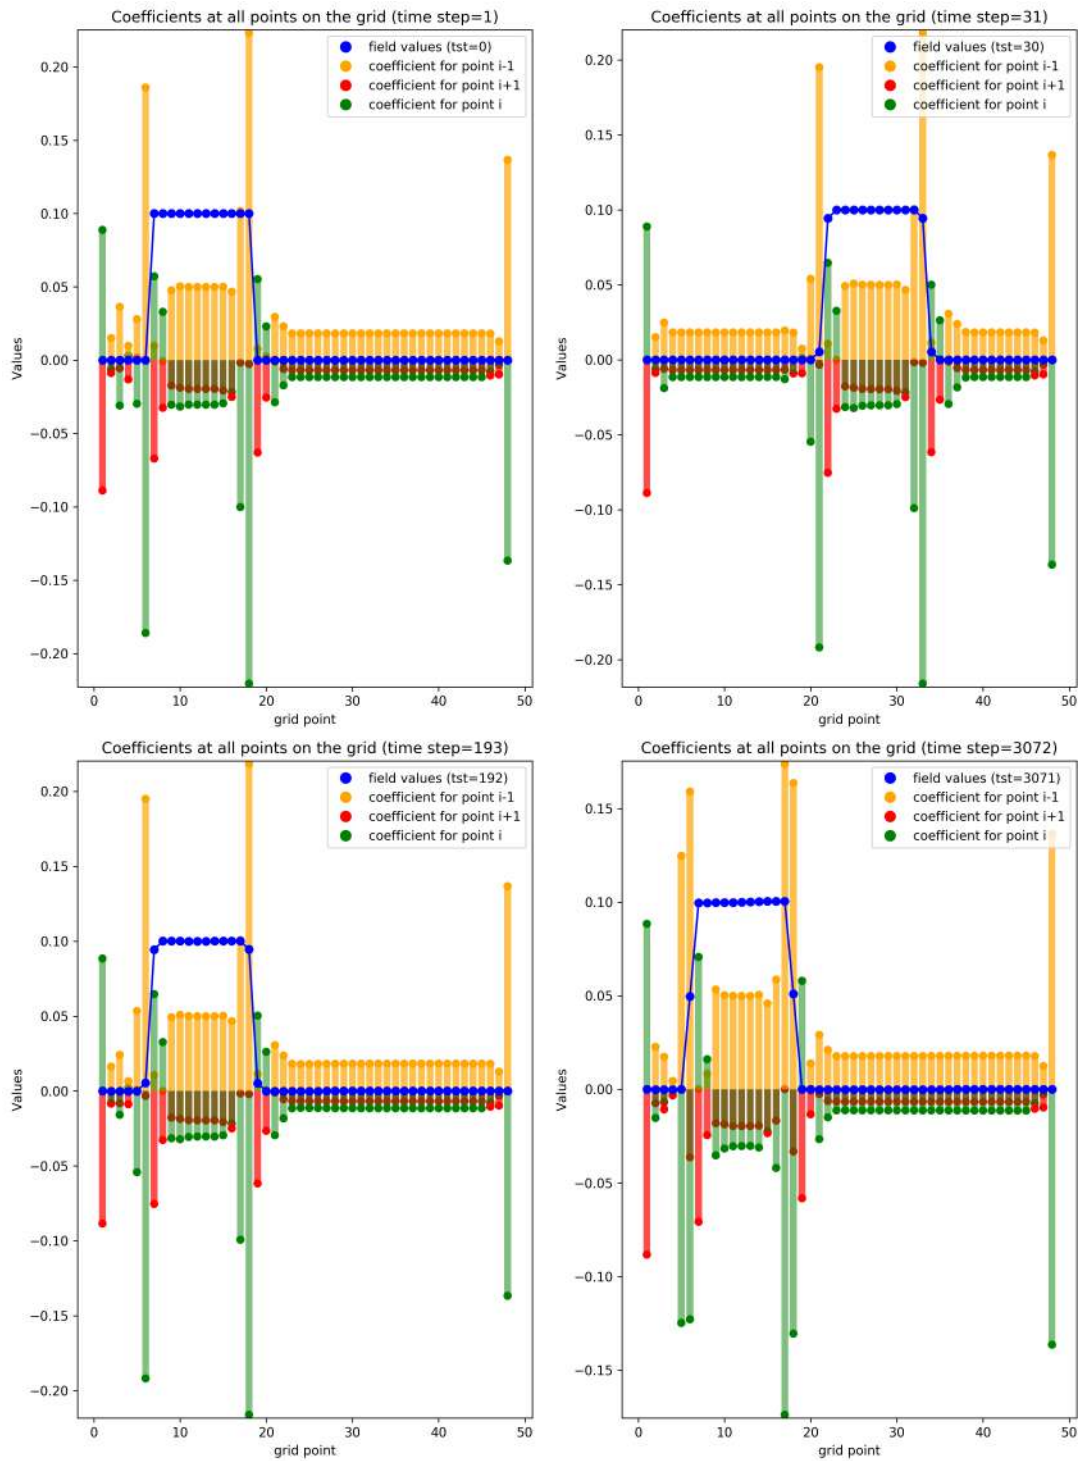 Coefficients at all points on the grid (time step=1)
field values (tst=0)
coefficient for point i-1
coefficient for point i+1
coefficient for point i
0.20
0.15
0.10
0.05
0.00
−0.05
−0.10
−0.15
−0.20
Values
0
10
20
30
40
50
grid point
Coefficients at all points on the grid (time step=31)
field values (tst=30)
coefficient for point i-1
coefficient for point i+1
coefficient for point i
0.20
0.15
0.10
0.05
0.00
−0.05
−0.10
−0.15
−0.20
Values
0
10
20
30
40
50
grid point
Coefficients at all points on the grid (time step=193)
field values (tst=192)
coefficient for point i-1
coefficient for point i+1
coefficient for point i
0.20
0.15
0.10
0.05
0.00
−0.05
−0.10
−0.15
−0.20
Values
0
10
20
30
40
50
grid point
Coefficients at all points on the grid (time step=3072)
field values (tst=3071)
coefficient for point i-1
coefficient for point i+1
coefficient for point i
0.15
0.10
0.05
0.00
−0.05
−0.10
−0.15
Values
0
10
20
30
40
50
grid point